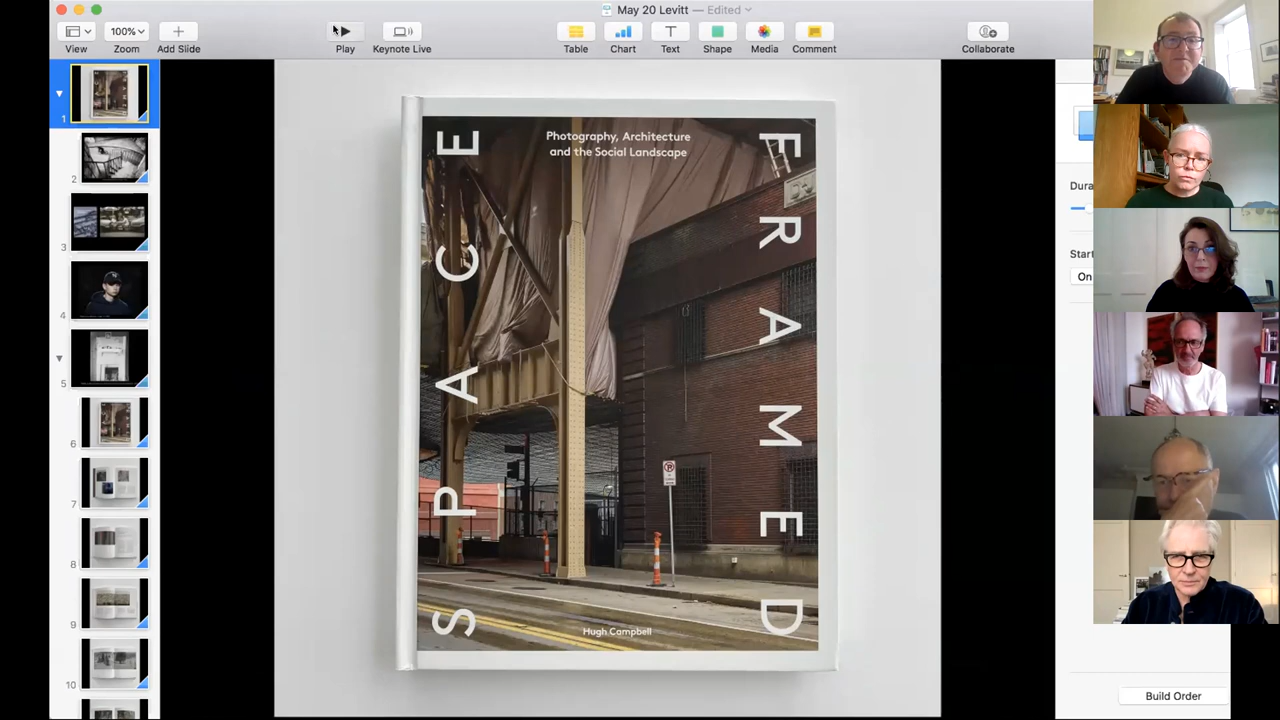 May 20 Levitt — Edited
100%
View
Zoom
Add Slide
Play
Keynote Live
Table
Chart
Text
Shape
Media
Comment
Collaborate
1
2
3
4
5
6
7
8
9
10
Photography, Architecture
and the Social Landscape
SPACE
FRAMED
Hugh Campbell
Dura
Start
On
Build Order